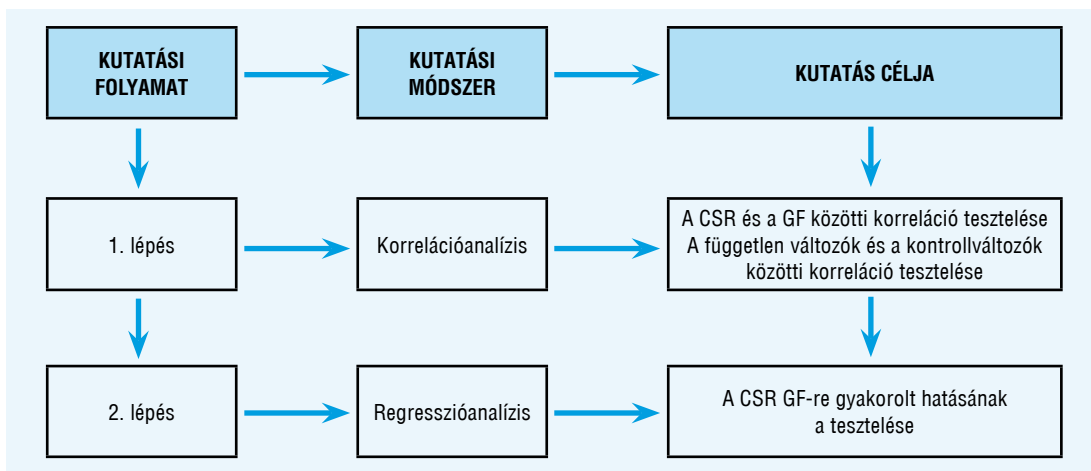 KUTATÁSI
FOLYAMAT
KUTATÁSI
MÓDSZER
KUTATÁS CÉLJA
1. lépés
Korrelációanalízis
A CSR és a GF közötti korreláció tesztelése
A független változók és a kontrollváltozók
közötti korreláció tesztelése
2. lépés
Regresszióanalízis
A CSR GF-re gyakorolt hatásának
a tesztelése